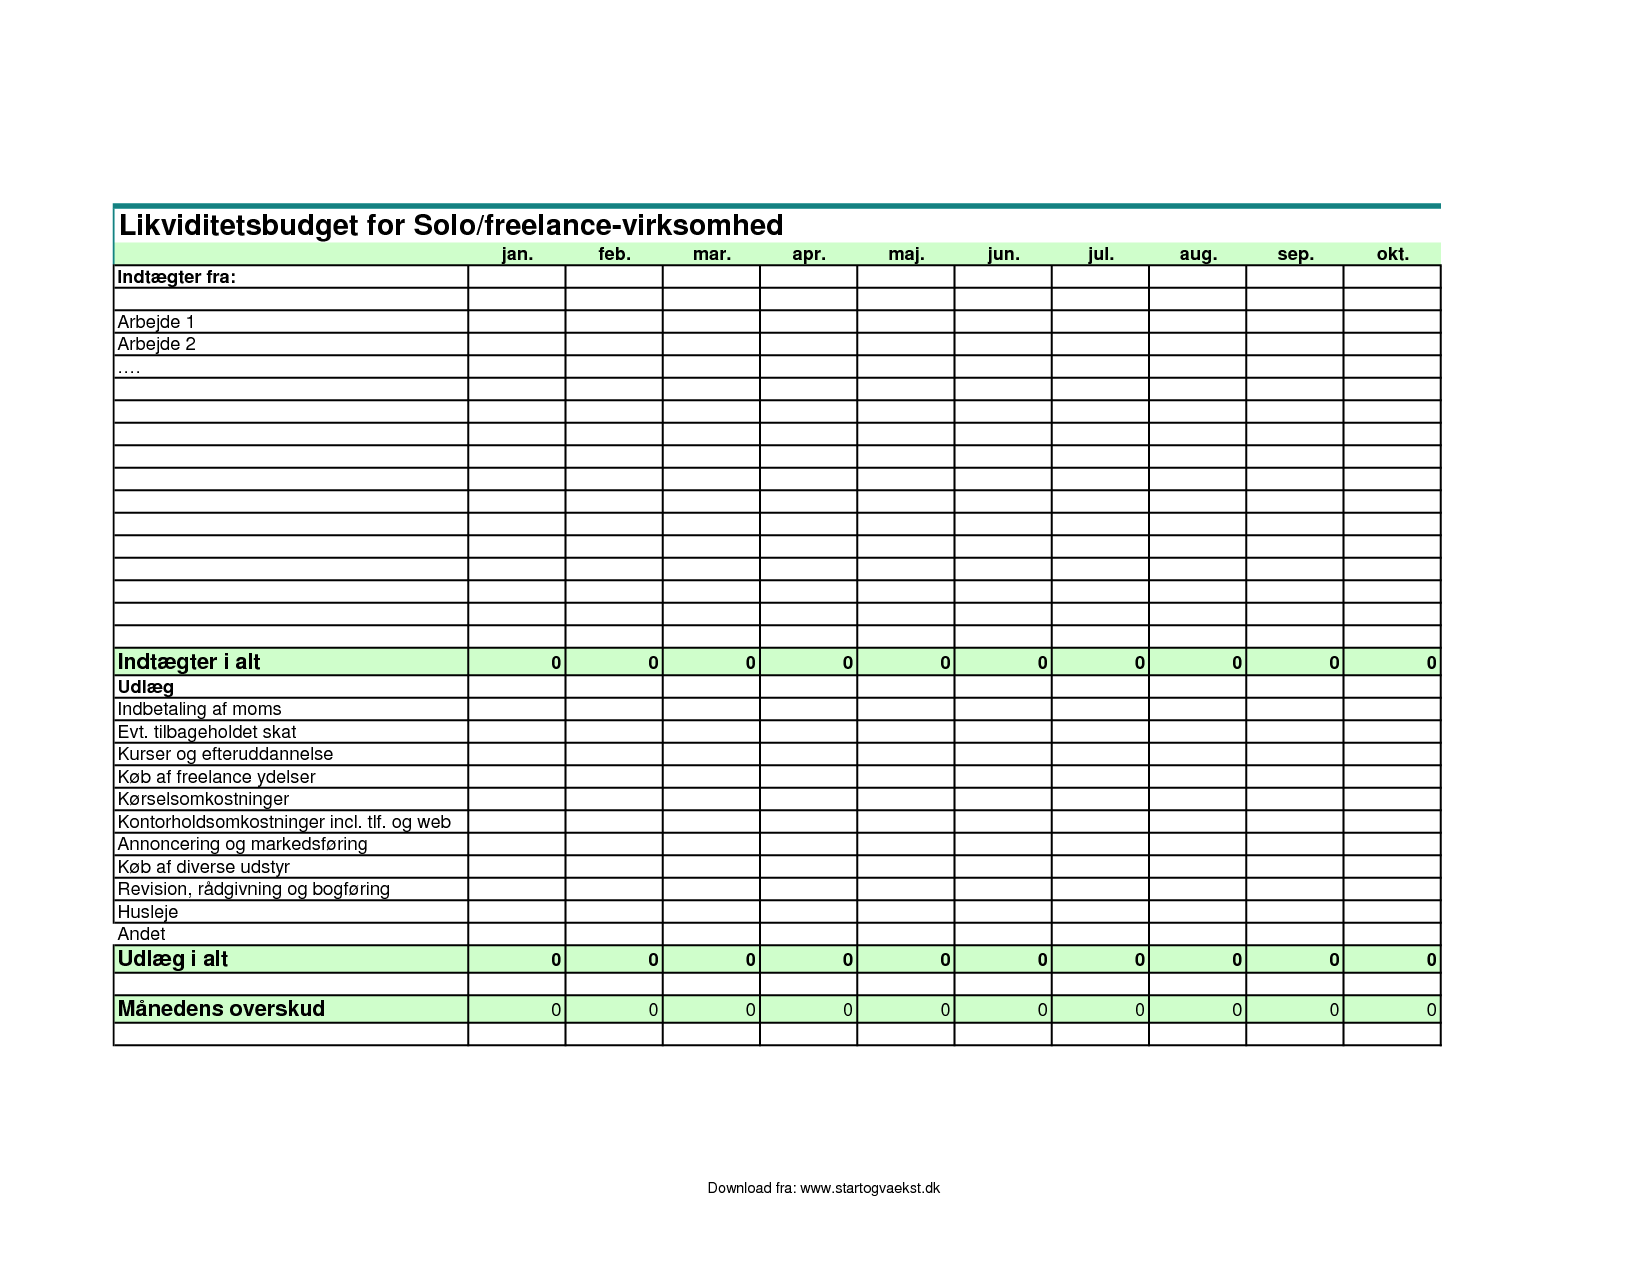 Likviditetsbudget for Solo/freelance-virksomhed
jan. feb. mar. apr. maj. jun. jul. aug. sep. okt.
Indtægter fra:
Arbejde 1
Arbejde 2
....
Indtægter i alt 0 0 0 0 0 0 0 0 0 0
Udlæg
Indbetaling af moms
Evt. tilbageholdet skat
Kurser og efteruddannelse
Køb af freelance ydelser
Kørselsomkostninger
Kontorholdsomkostninger incl. tlf. og web
Annoncering og markedsføring
Køb af diverse udstyr
Revision, rådgivning og bogføring
Husleje
Andet
Udlæg i alt 0 0 0 0 0 0 0 0 0 0
Månedens overskud 0 0 0 0 0 0 0 0 0 0
Download fra: www.startogvaekst.dk